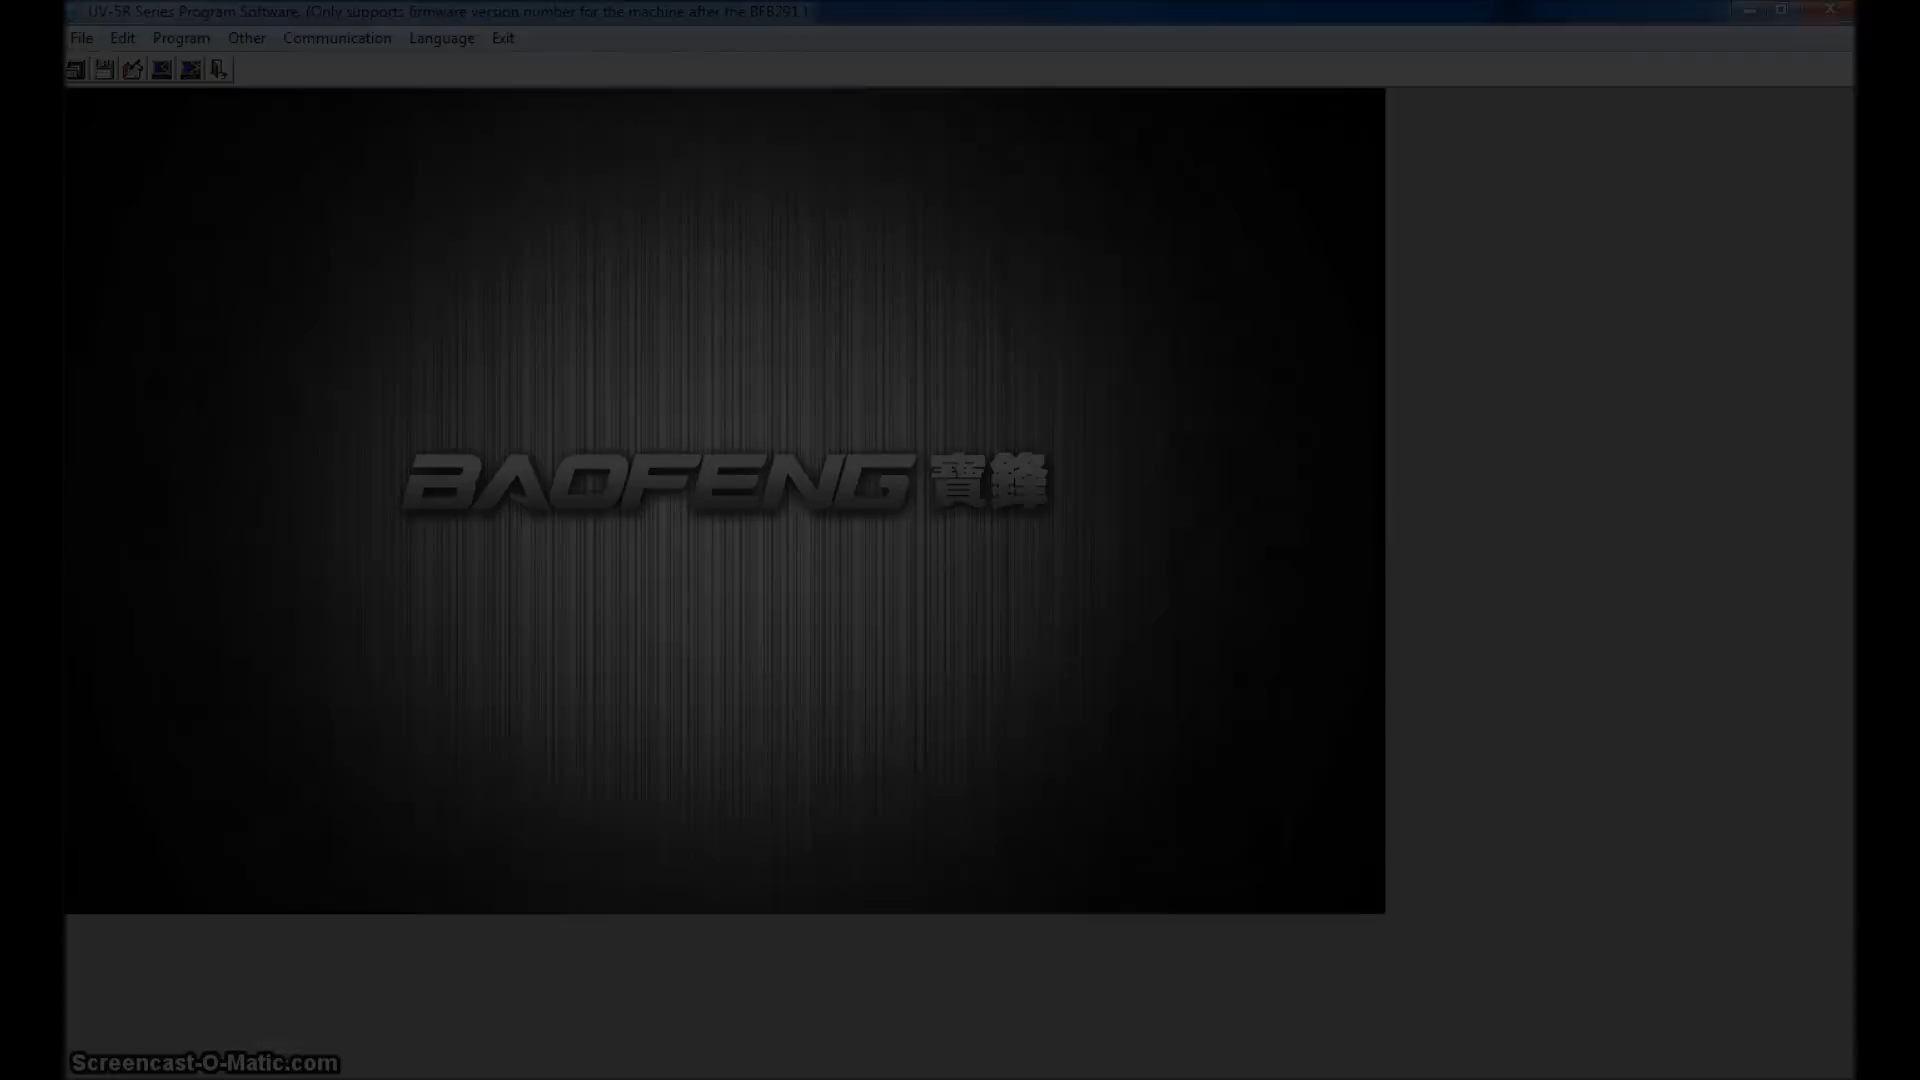 UV-5R Series Program Software (Only supports firmware version number for the machine after the BFB291 )
File Edit Program Other Communication Language Exit
BAOFENG 寶鋒
Screencast-O-Matic.com